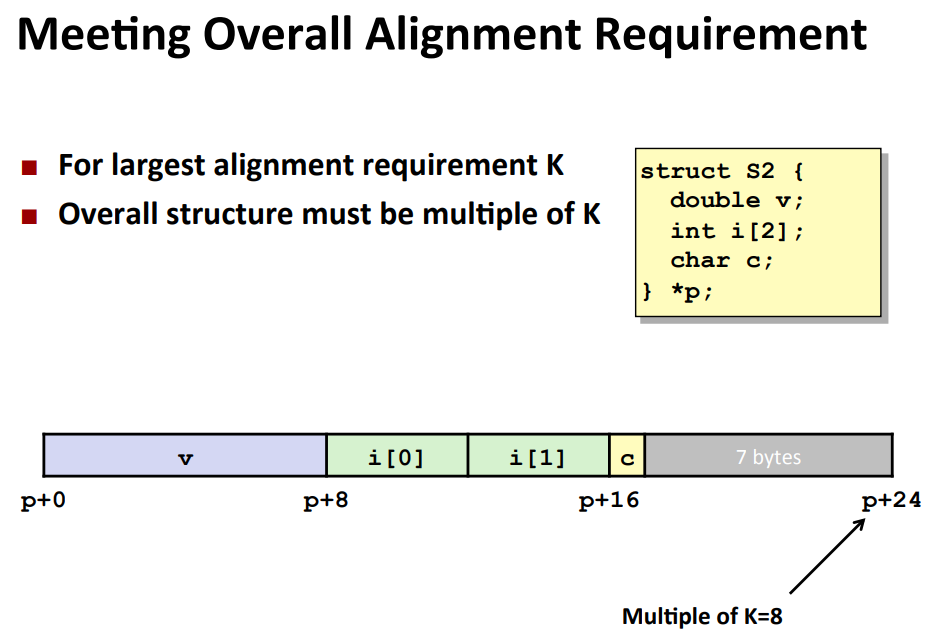 Meeting Overall Alignment Requirement
■ For largest alignment requirement K
■ Overall structure must be multiple of K
struct S2 {
  double v;
  int i[2];
  char c;
} *p;
v i[0] i[1] c 7 bytes
p+0 p+8 p+16 p+24
Multiple of K=8